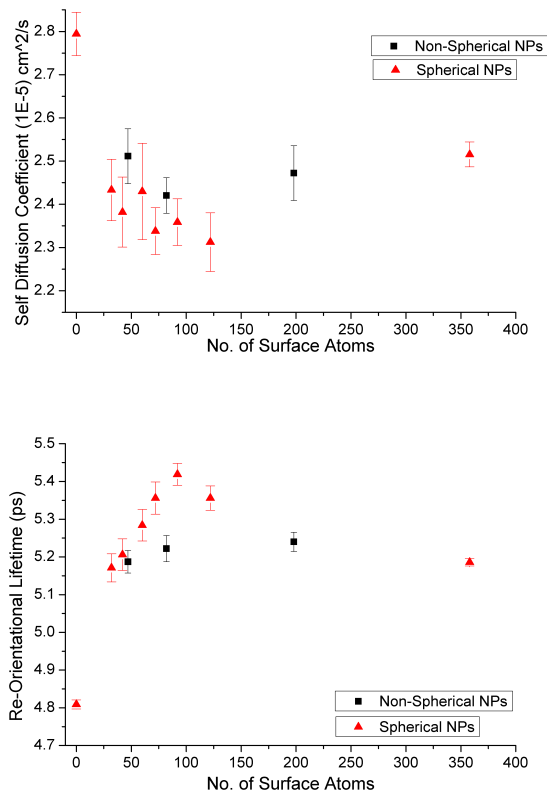 2.8
2.7
2.6
2.5
2.4
2.3
2.2
Self Diffusion Coefficient (1E-5) cm^2/s
Non-Spherical NPs
Spherical NPs
0 50 100 150 200 250 300 350 400
No. of Surface Atoms
5.5
5.4
5.3
5.2
5.1
5.0
4.9
4.8
4.7
Re-Orientational Lifetime (ps)
Non-Spherical NPs
Spherical NPs
0 50 100 150 200 250 300 350 400
No. of Surface Atoms